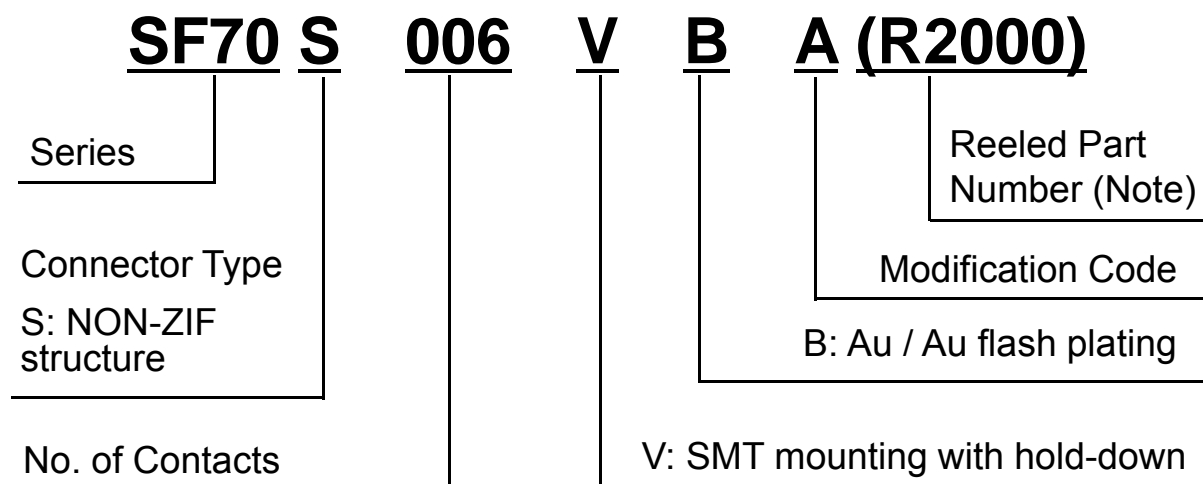 SF70 S 006 V B A (R2000)
Series
Reeled Part
Number (Note)
Connector Type
S: NON-ZIF
structure
Modification Code
B: Au / Au flash plating
No. of Contacts
V: SMT mounting with hold-down